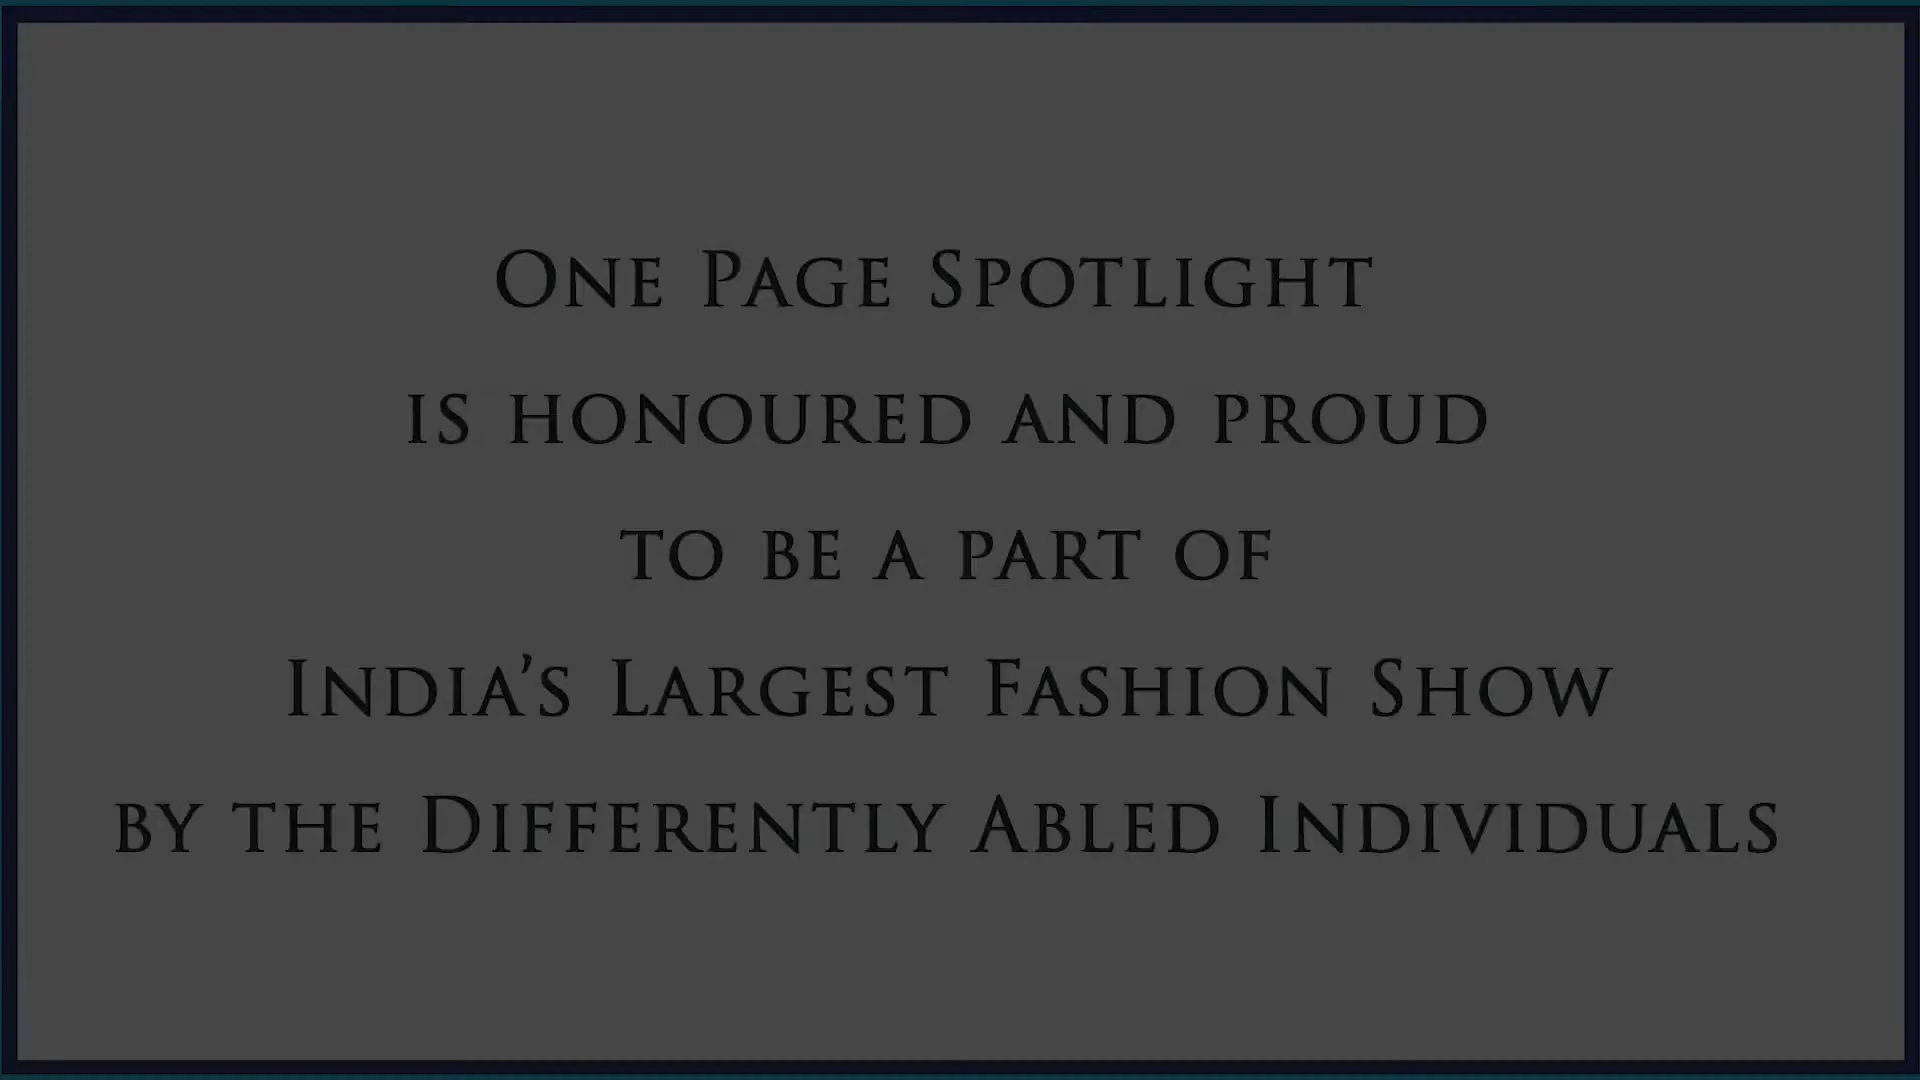 One Page Spotlight
is honoured and proud
to be a part of
India’s Largest Fashion Show
by the Differently Abled Individuals